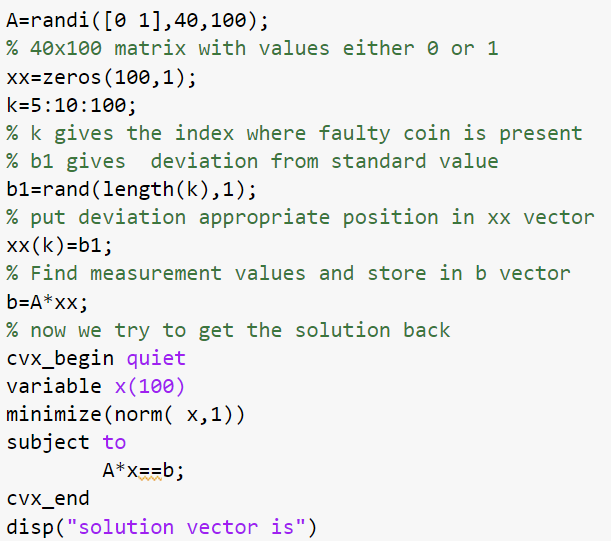 A=randi([0 1],40,100);
% 40x100 matrix with values either 0 or 1
xx=zeros(100,1);
k=5:10:100;
% k gives the index where faulty coin is present
% b1 gives  deviation from standard value
b1=rand(length(k),1);
% put deviation appropriate position in xx vector
xx(k)=b1;
% Find measurement values and store in b vector
b=A*xx;
% now we try to get the solution back
cvx_begin quiet
variable x(100)
minimize(norm( x,1))
subject to
        A*x==b;
cvx_end
disp("solution vector is")